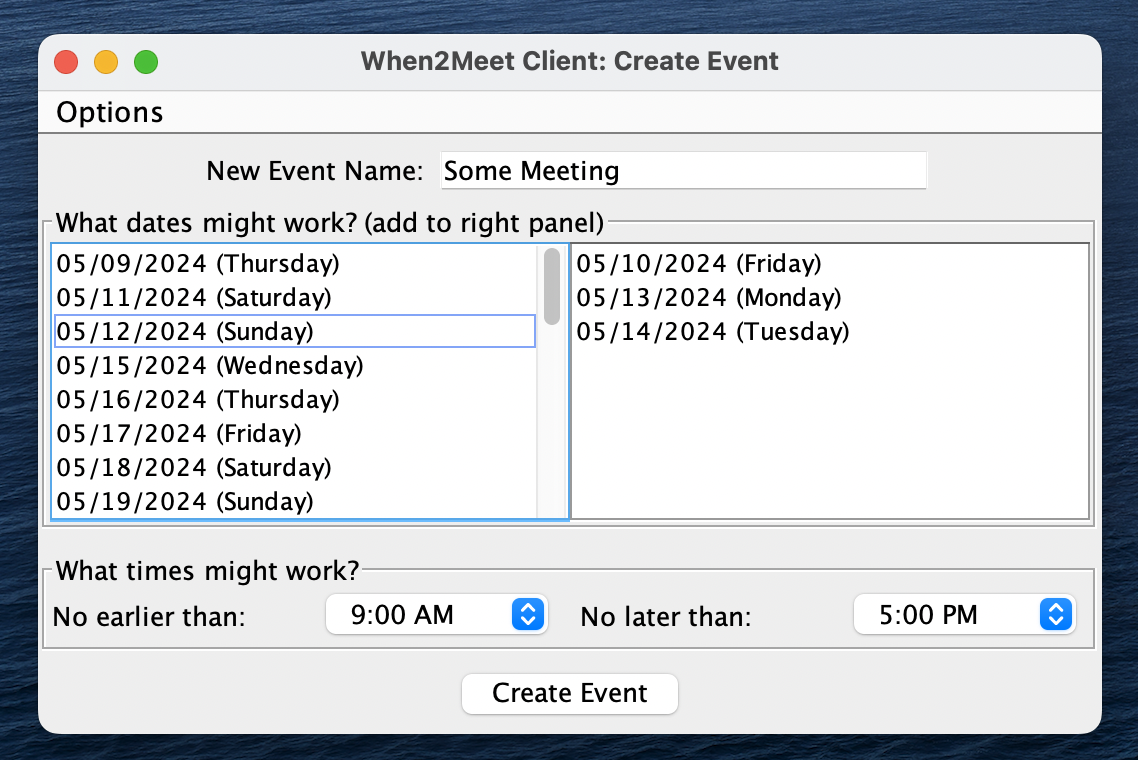 When2Meet Client: Create Event
Options
New Event Name: Some Meeting
What dates might work? (add to right panel)
05/09/2024 (Thursday)
05/11/2024 (Saturday)
05/12/2024 (Sunday)
05/15/2024 (Wednesday)
05/16/2024 (Thursday)
05/17/2024 (Friday)
05/18/2024 (Saturday)
05/19/2024 (Sunday)
05/10/2024 (Friday)
05/13/2024 (Monday)
05/14/2024 (Tuesday)
What times might work?
No earlier than: 9:00 AM No later than: 5:00 PM
Create Event